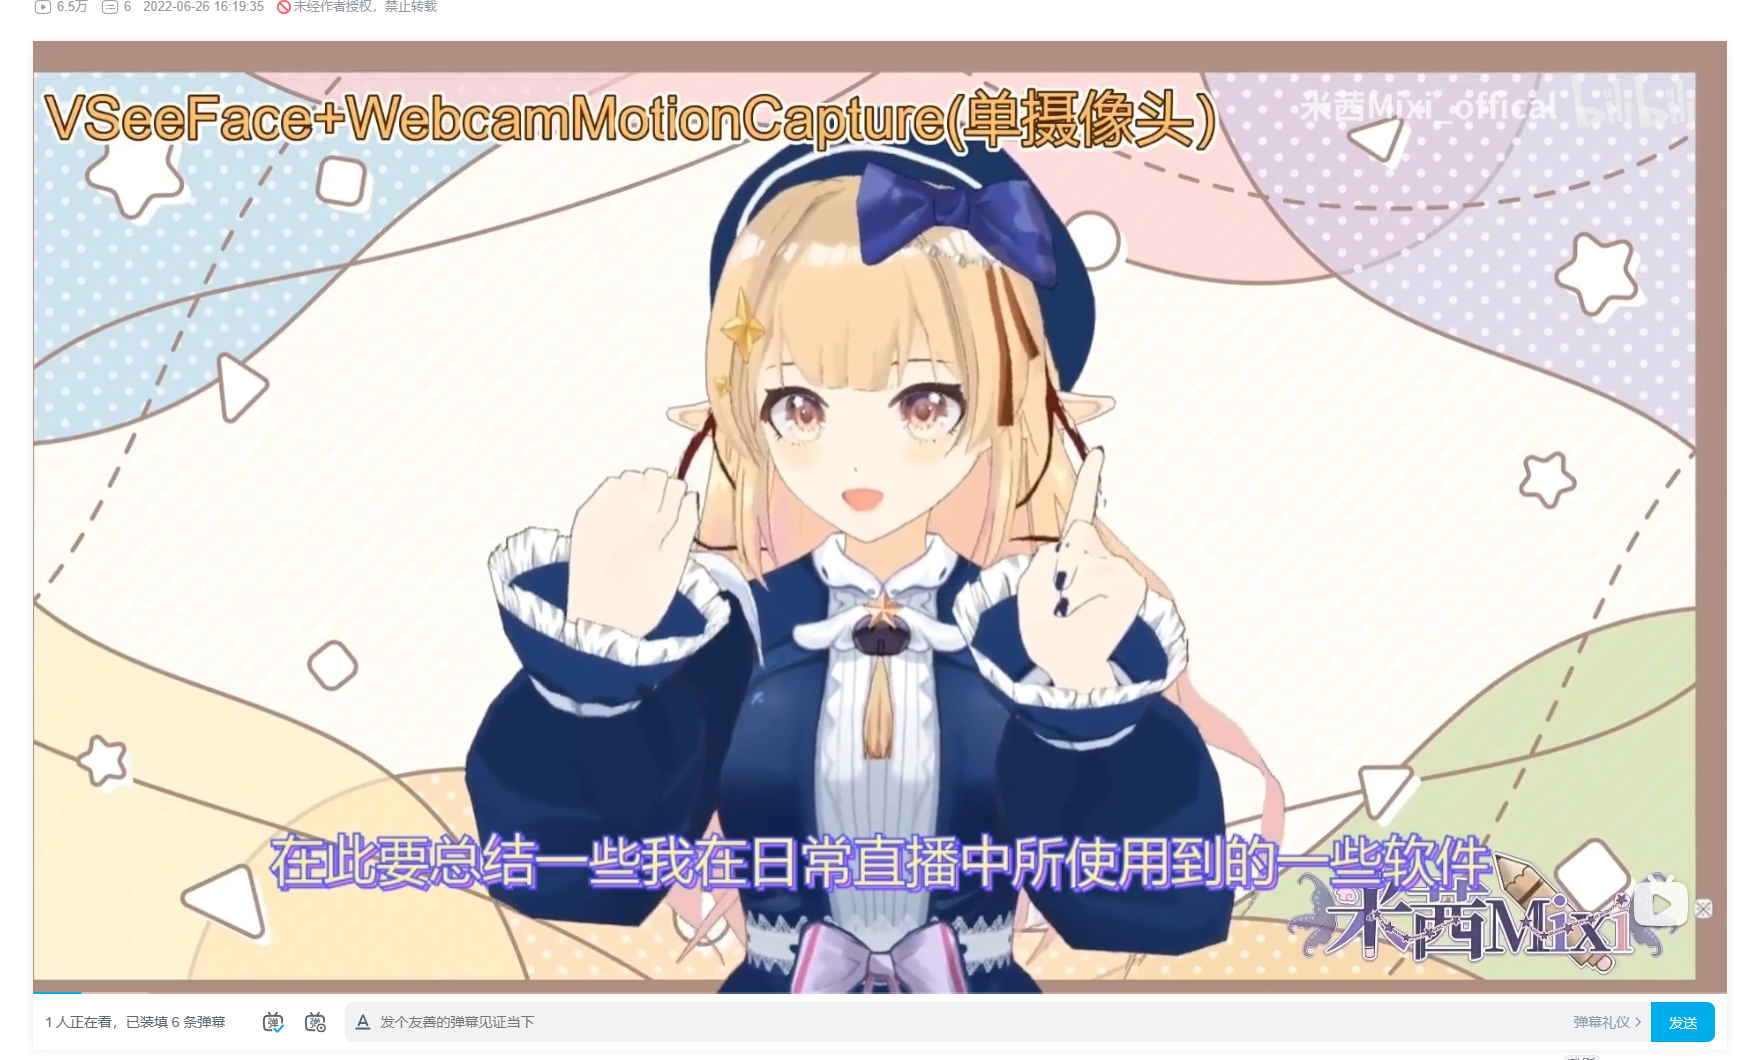 6.5万 6 2022-06-26 16:19:35 未经作者授权，禁止转载
VSeeFace+WebcamMotionCapture(单摄像头)
米茜Mixi_offical bilibili
在此要总结一些我在日常直播中所使用到的一些软件
米茜Mixi
1 人正在看，已装填 6 条弹幕 弹 弹 A 发个友善的弹幕见证当下 弹幕礼仪 发送